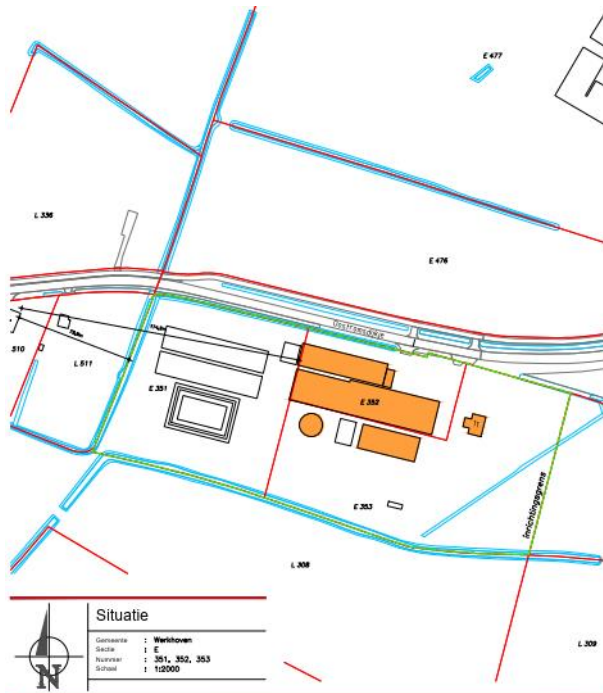 E 477
L 336
E 476
510
L 511
E 351
E 352
11
E 353
Inrichtingsgrens
L 308
L 309
Situatie
Gemeente : Werkhoven
Sectie : E
Nummer : 351, 352, 353
Schaal : 1:2000
N